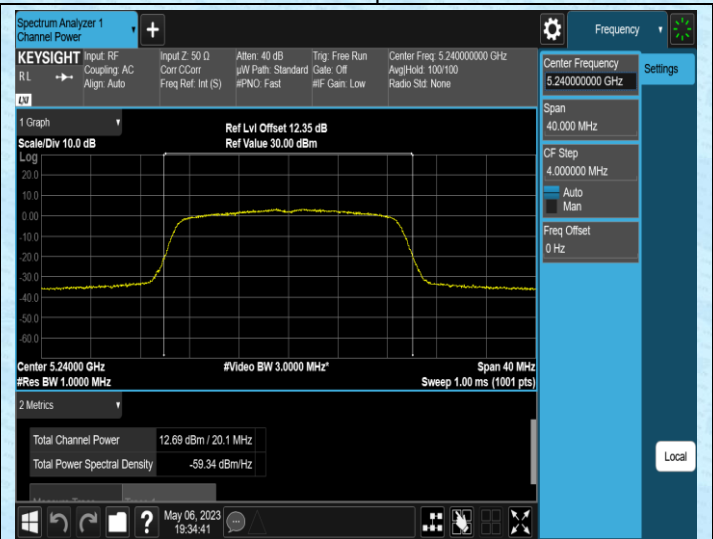 Spectrum Analyzer 1
Channel Power
+
Frequency
KEYSIGHT
RL
LXI
Input: RF
Coupling: AC
Align: Auto
Input Z: 50 Ω
Corr CCorr
Freq Ref: Int (S)
Atten: 40 dB
µW Path: Standard
#PNO: Fast
Trig: Free Run
Gate: Off
#IF Gain: Low
Center Freq: 5.240000000 GHz
Avg|Hold: 100/100
Radio Std: None
Center Frequency
5.240000000 GHz
Settings
Span
40.000 MHz
CF Step
4.000000 MHz
Auto
Man
Freq Offset
0 Hz
1 Graph
Scale/Div 10.0 dB
Ref Lvl Offset 12.35 dB
Ref Value 30.00 dBm
Log
20.0
10.0
0.00
-10.0
-20.0
-30.0
-40.0
-50.0
-60.0
Center 5.24000 GHz
#Video BW 3.0000 MHz*
Span 40 MHz
#Res BW 1.0000 MHz
Sweep 1.00 ms (1001 pts)
2 Metrics
Total Channel Power 12.69 dBm / 20.1 MHz
Total Power Spectral Density -59.34 dBm/Hz
Local
?
May 06, 2023
19:34:41